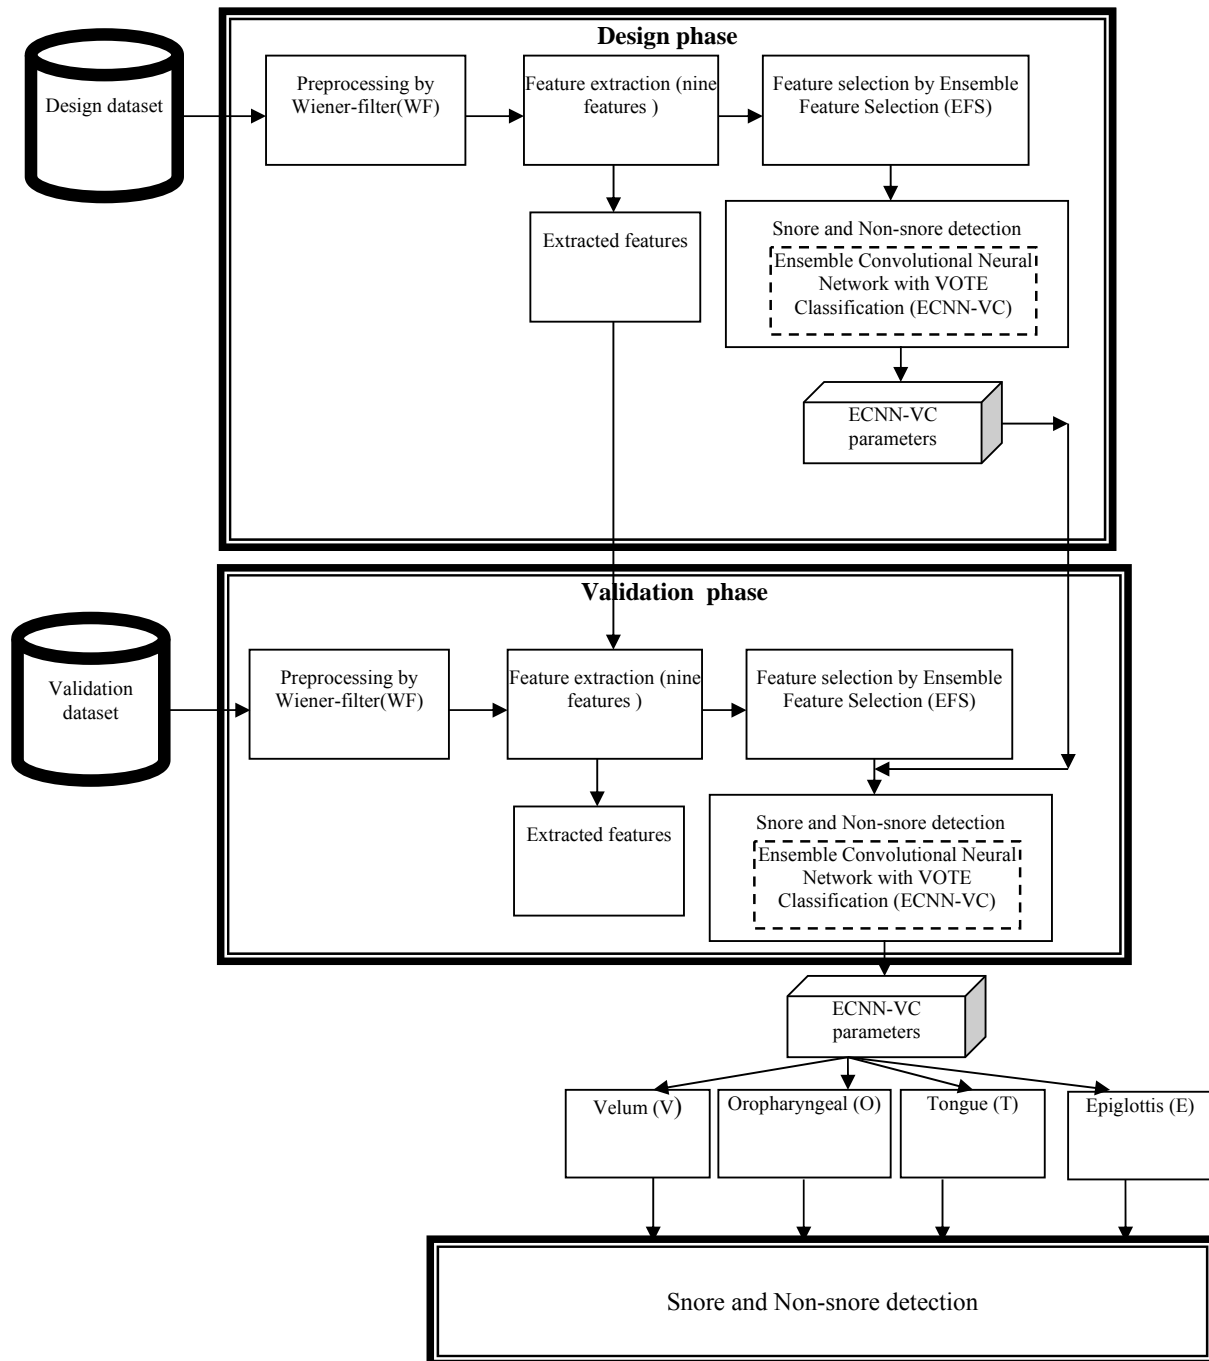 Design phase
Design dataset
Preprocessing by
Wiener-filter(WF)
Feature extraction (nine
features )
Feature selection by Ensemble
Feature Selection (EFS)
Extracted features
Snore and Non-snore detection
Ensemble Convolutional Neural
Network with VOTE
Classification (ECNN-VC)
ECNN-VC
parameters
Validation phase
Validation
dataset
Preprocessing by
Wiener-filter(WF)
Feature extraction (nine
features )
Feature selection by Ensemble
Feature Selection (EFS)
Extracted features
Snore and Non-snore detection
Ensemble Convolutional Neural
Network with VOTE
Classification (ECNN-VC)
ECNN-VC
parameters
Velum (V)
Oropharyngeal (O)
Tongue (T)
Epiglottis (E)
Snore and Non-snore detection